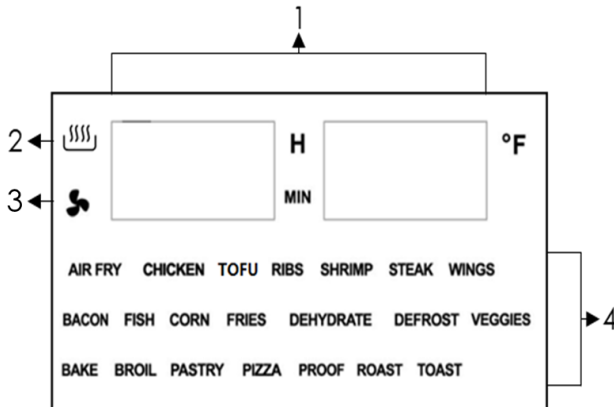 1
2
H
°F
3
MIN
AIR FRY CHICKEN TOFU RIBS SHRIMP STEAK WINGS
BACON FISH CORN FRIES DEHYDRATE DEFROST VEGGIES
4
BAKE BROIL PASTRY PIZZA PROOF ROAST TOAST